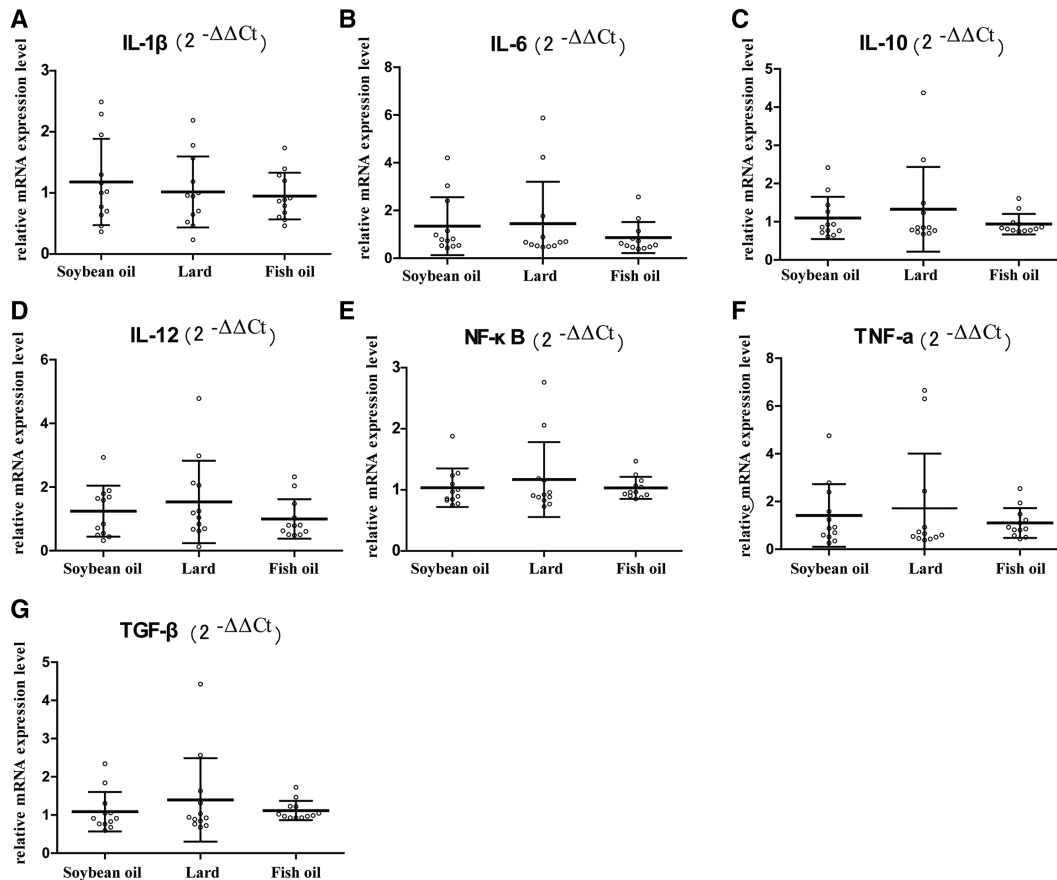 A
IL-1β (2 -ΔΔCt)
relative mRNA expression level
3
2
1
0
Soybean oil Lard Fish oil
B
IL-6 (2 -ΔΔCt)
relative mRNA expression level
8
6
4
2
0
Soybean oil Lard Fish oil
C
IL-10 (2 -ΔΔCt)
relative mRNA expression level
5
4
3
2
1
0
Soybean oil Lard Fish oil
D
IL-12 (2 -ΔΔCt)
relative mRNA expression level
6
4
2
0
Soybean oil Lard Fish oil
E
NF-κ B (2 -ΔΔCt)
relative mRNA expression level
3
2
1
0
Soybean oil Lard Fish oil
F
TNF-a (2 -ΔΔCt)
relative) mRNA expression level
8
6
4
2
0
Soybean oil Lard Fish oil
G
TGF-β (2 -ΔΔCt)
relative mRNA expression level
5
4
3
2
1
0
Soybean oil Lard Fish oil